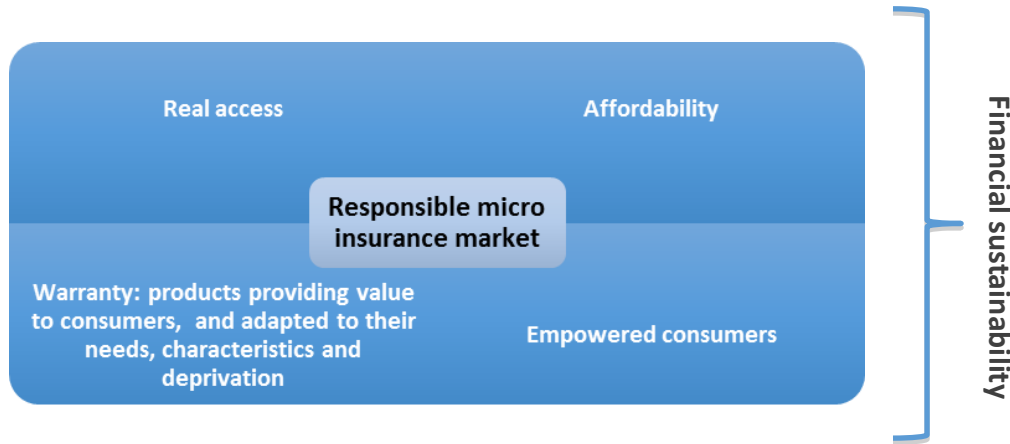 Real access
Affordability
Responsible micro
insurance market
Warranty: products providing value
to consumers,  and adapted to their
needs, characteristics and
deprivation
Empowered consumers
Financial sustainability